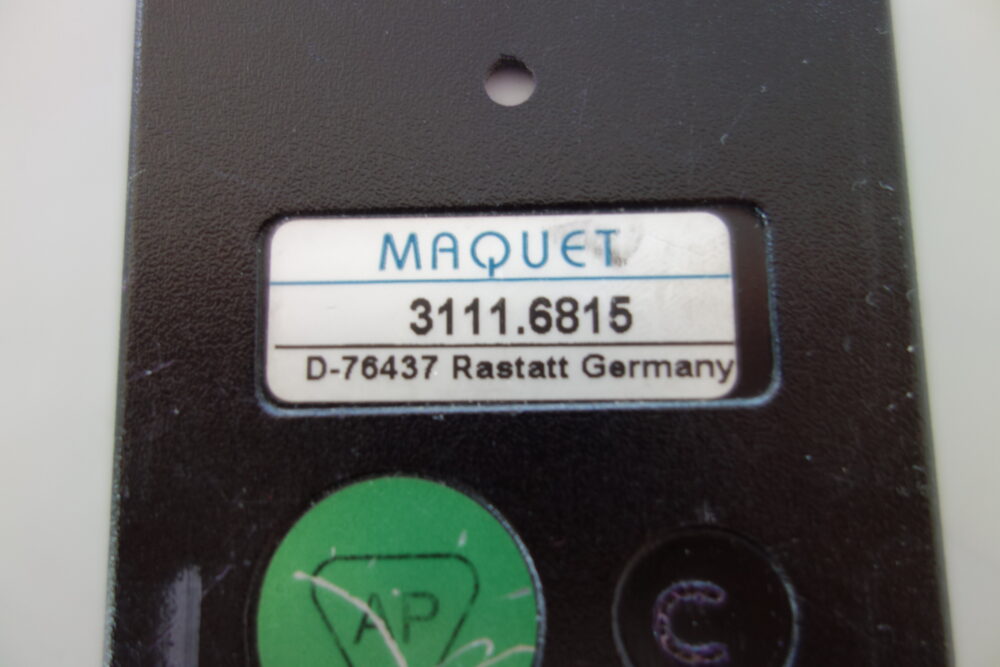 MAQUET
3111.6815
D-76437 Rastatt Germany
AP
C